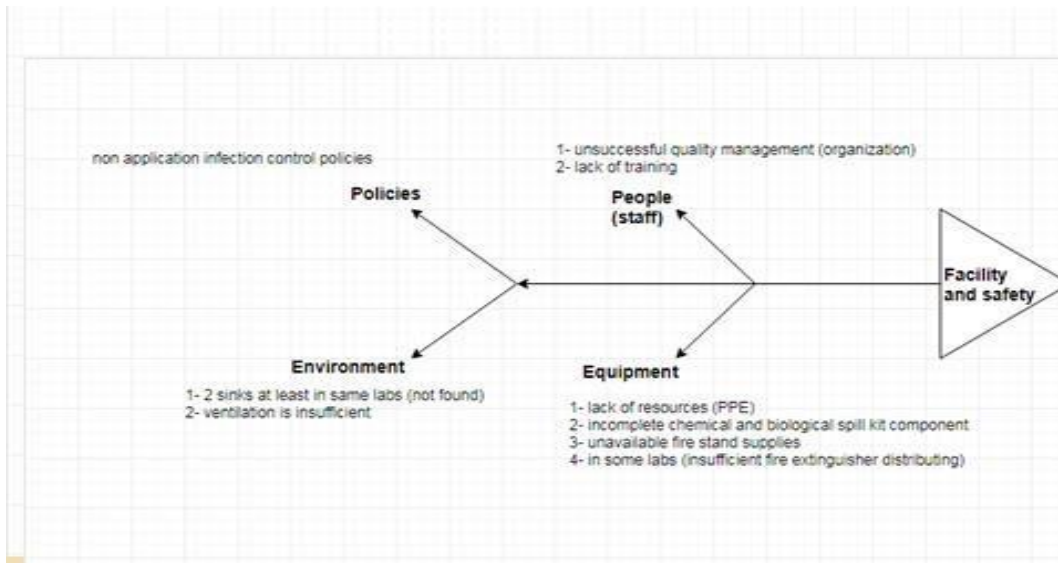 non application infection control policies
Policies
1- unsuccessful quality management (organization)
2- lack of training
People
(staff)
Facility
and safety
Environment
1- 2 sinks at least in same labs (not found)
2- ventilation is insufficient
Equipment
1- lack of resources (PPE)
2- incomplete chemical and biological spill kit component
3- unavailable fire stand supplies
4- in some labs (insufficient fire extinguisher distributing)